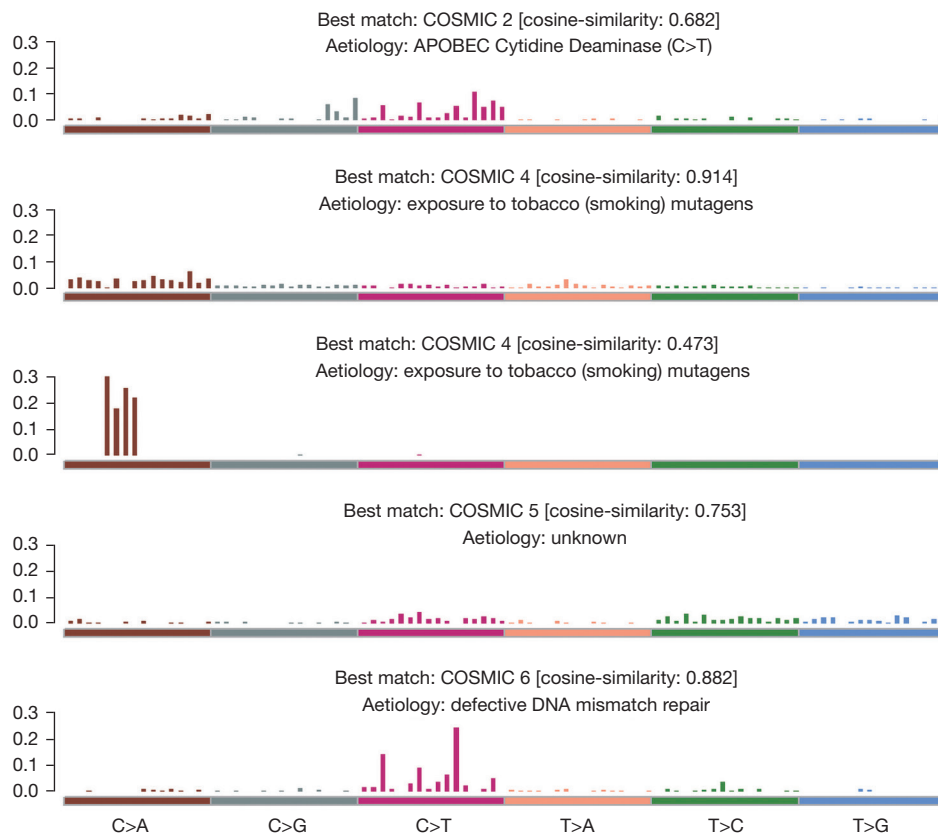 Best match: COSMIC 2 [cosine-similarity: 0.682]
Aetiology: APOBEC Cytidine Deaminase (C>T)
0.3
0.2
0.1
0.0
Best match: COSMIC 4 [cosine-similarity: 0.914]
Aetiology: exposure to tobacco (smoking) mutagens
0.3
0.2
0.1
0.0
Best match: COSMIC 4 [cosine-similarity: 0.473]
Aetiology: exposure to tobacco (smoking) mutagens
0.3
0.2
0.1
0.0
Best match: COSMIC 5 [cosine-similarity: 0.753]
Aetiology: unknown
0.3
0.2
0.1
0.0
Best match: COSMIC 6 [cosine-similarity: 0.882]
Aetiology: defective DNA mismatch repair
0.3
0.2
0.1
0.0
C>A C>G C>T T>A T>C T>G